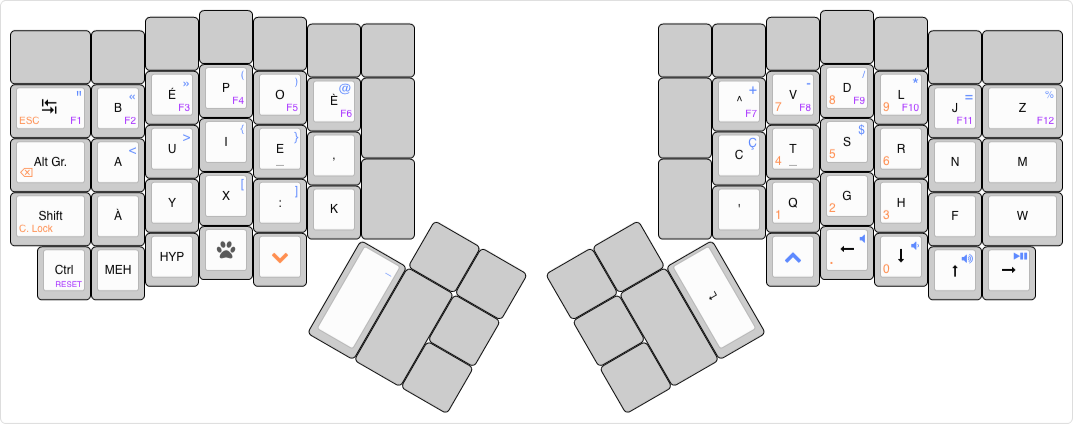 " F1 ESC
B « F2
É » F3
P ( F4
O ) F5
È @ F6
^ + F7
V - 7 F8
D / 8 F9
L * 9 F10
J = F11
Z % F12
Alt Gr.
A <
U >
I {
E } _
,
C Ç
T 4 _
S $ 5
R 6
N
M
Shift C. Lock
À
Y
X [
: ]
K
'
Q 1
G 2
H 3
F
W
Ctrl RESET
MEH
HYP
_
← .
↓ 0
↑
→
↵